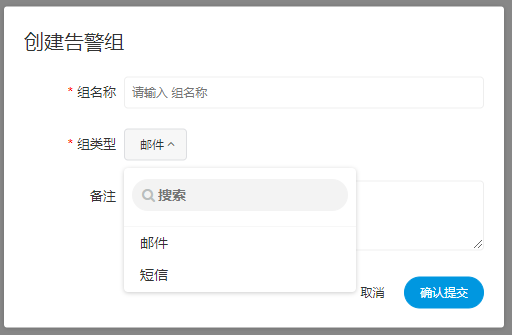 创建告警组
* 组名称 请输入 组名称
* 组类型 邮件
备注
搜索
邮件
短信
取消 确认提交